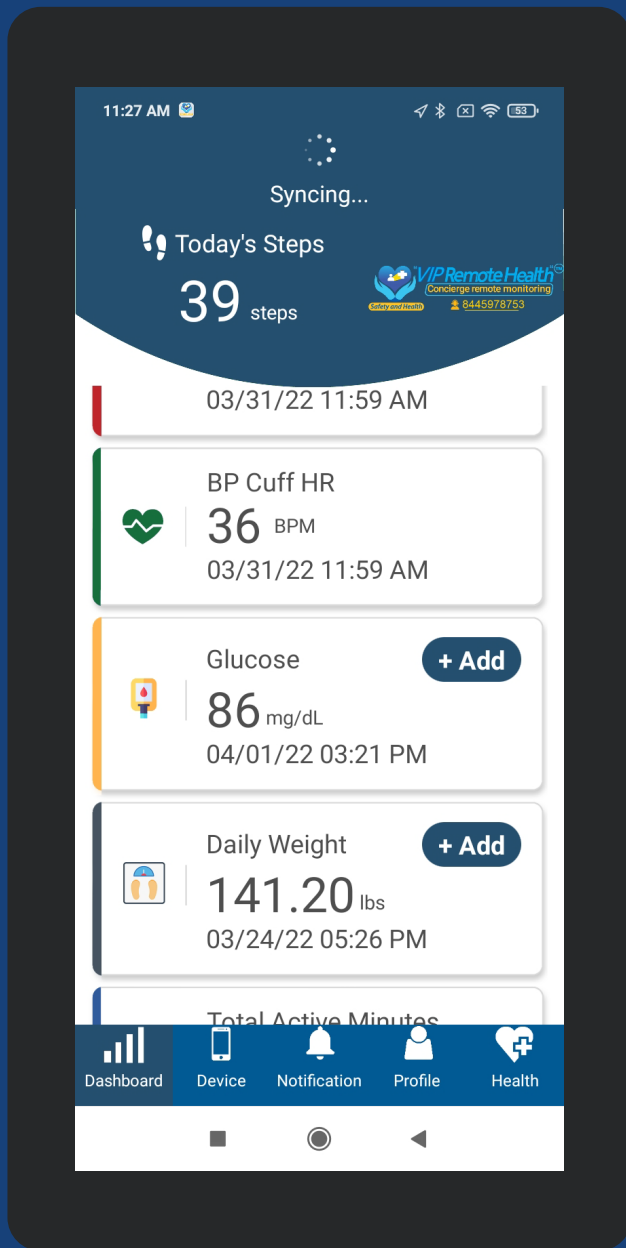 11:27 AM
53
Syncing...
Today's Steps
39 steps
VIP Remote Health
Concierge remote monitoring
Safety and Health
8445978753
03/31/22 11:59 AM
BP Cuff HR
36 BPM
03/31/22 11:59 AM
Glucose
+ Add
86 mg/dL
04/01/22 03:21 PM
Daily Weight
+ Add
141.20 lbs
03/24/22 05:26 PM
Total Active Minutes
Dashboard Device Notification Profile Health